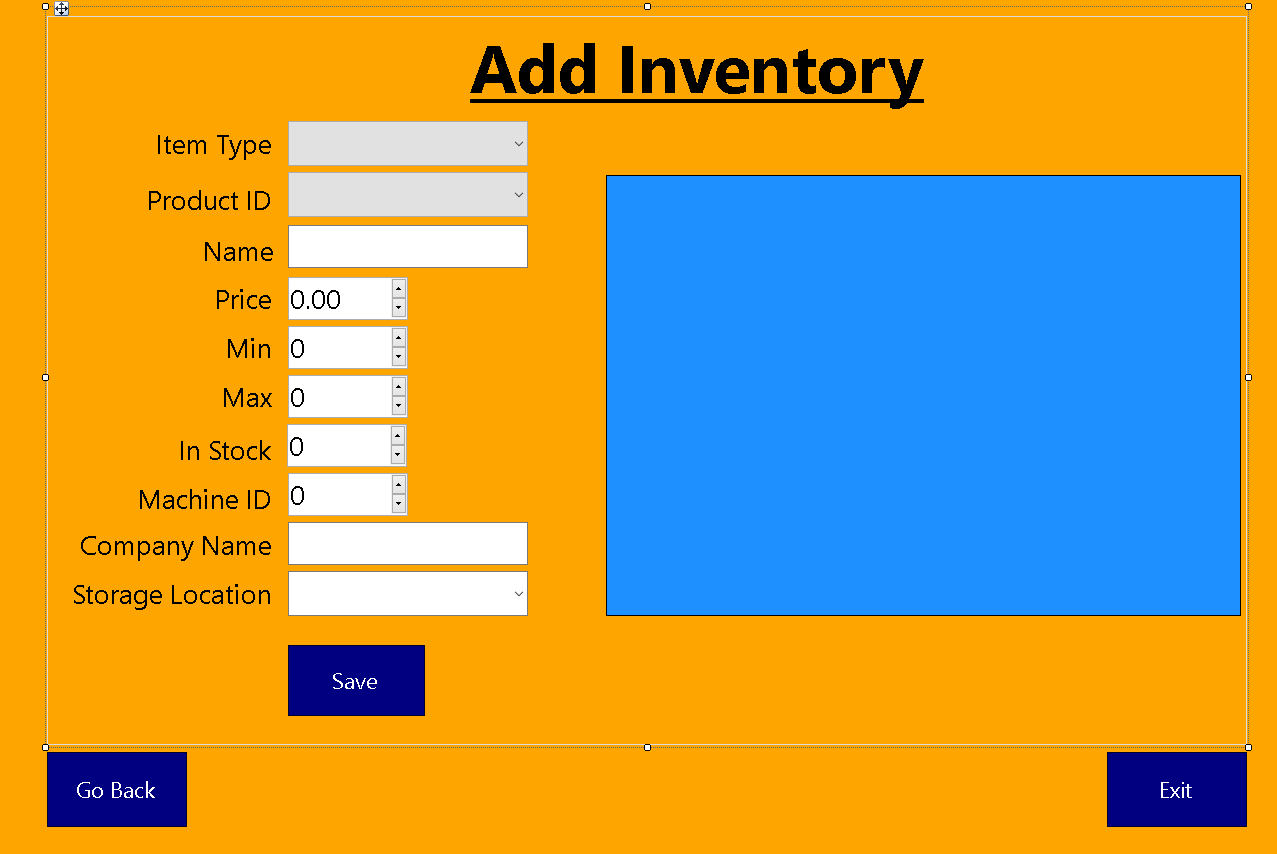 Add Inventory
Item Type
Product ID
Name
Price 0.00
Min 0
Max 0
In Stock 0
Machine ID 0
Company Name
Storage Location
Save
Go Back Exit